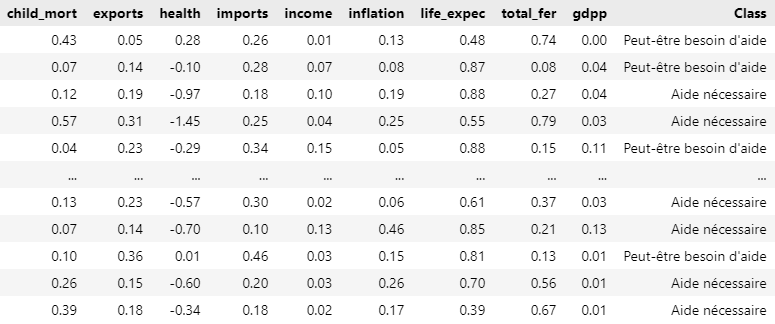 child_mort exports health imports income inflation life_expec total_fer gdpp Class
0.43 0.05 0.28 0.26 0.01 0.13 0.48 0.74 0.00 Peut-être besoin d'aide
0.07 0.14 -0.10 0.28 0.07 0.08 0.87 0.08 0.04 Peut-être besoin d'aide
0.12 0.19 -0.97 0.18 0.10 0.19 0.88 0.27 0.04 Aide nécessaire
0.57 0.31 -1.45 0.25 0.04 0.25 0.55 0.79 0.03 Aide nécessaire
0.04 0.23 -0.29 0.34 0.15 0.05 0.88 0.15 0.11 Peut-être besoin d'aide
... ... ... ... ... ... ... ... ... ...
0.13 0.23 -0.57 0.30 0.02 0.06 0.61 0.37 0.03 Aide nécessaire
0.07 0.14 -0.70 0.10 0.13 0.46 0.85 0.21 0.13 Aide nécessaire
0.10 0.36 0.01 0.46 0.03 0.15 0.81 0.13 0.01 Peut-être besoin d'aide
0.26 0.15 -0.60 0.20 0.03 0.26 0.70 0.56 0.01 Aide nécessaire
0.39 0.18 -0.34 0.18 0.02 0.17 0.39 0.67 0.01 Aide nécessaire